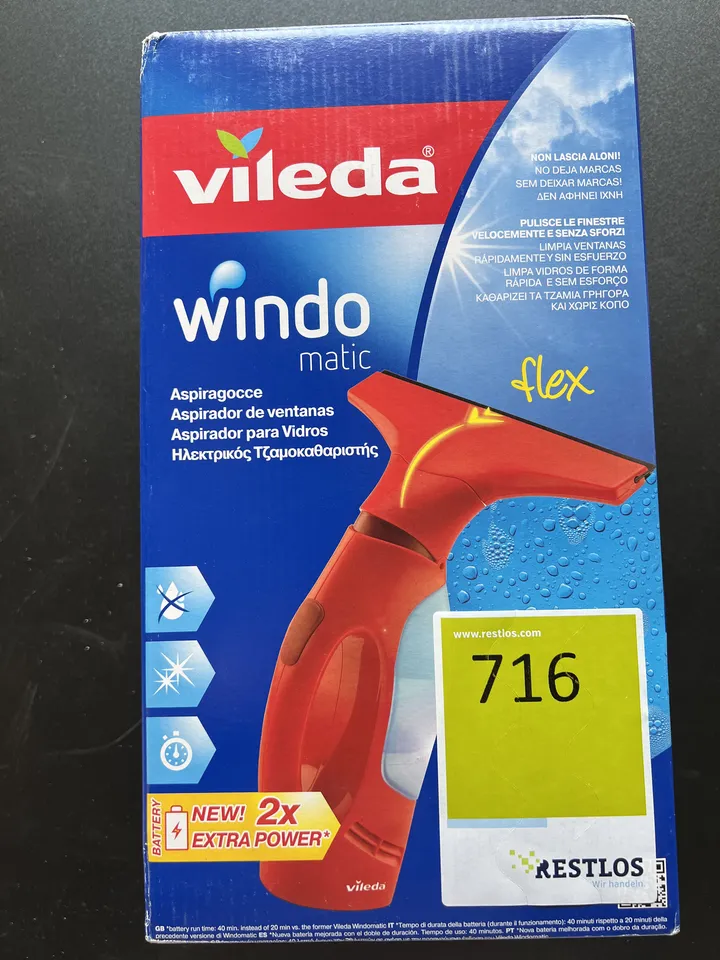 vileda®
NON LASCIA ALONI!
NO DEJA MARCAS
SEM DEIXAR MARCAS!
ΔΕΝ ΑΦΗΝΕΙ ΙΧΝΗ
PULISCE LE FINESTRE
VELOCEMENTE E SENZA SFORZI
LIMPIA VENTANAS
RÁPIDAMENTE Y SIN ESFUERZO
LIMPA VIDROS DE FORMA
RÁPIDA E SEM ESFORÇO
ΚΑΘΑΡΙΖΕΙ ΤΑ ΤΖΑΜΙΑ ΓΡΗΓΟΡΑ
ΚΑΙ ΧΩΡΙΣ ΚΟΠΟ
windo
matic
flex
Aspiragocce
Aspirador de ventanas
Aspirador para Vidros
Ηλεκτρικός Τζαμοκαθαριστής
www.restlos.com
716
RESTLOS
Wir handeln.
BATTERY
NEW! 2x
EXTRA POWER*
vileda
GB *battery run time: 40 min. instead of 20 min vs. the former Vileda Windomatic IT *Tempo di durata della batteria (durante il funzionamento): 40 minuti rispetto a 20 minuti della
precedente versione di Windomatic ES *Nueva batería mejorada con el doble de duración. Tiempo de uso: 40 minutos. PT *Nova bateria melhorada com o dobro da duração.